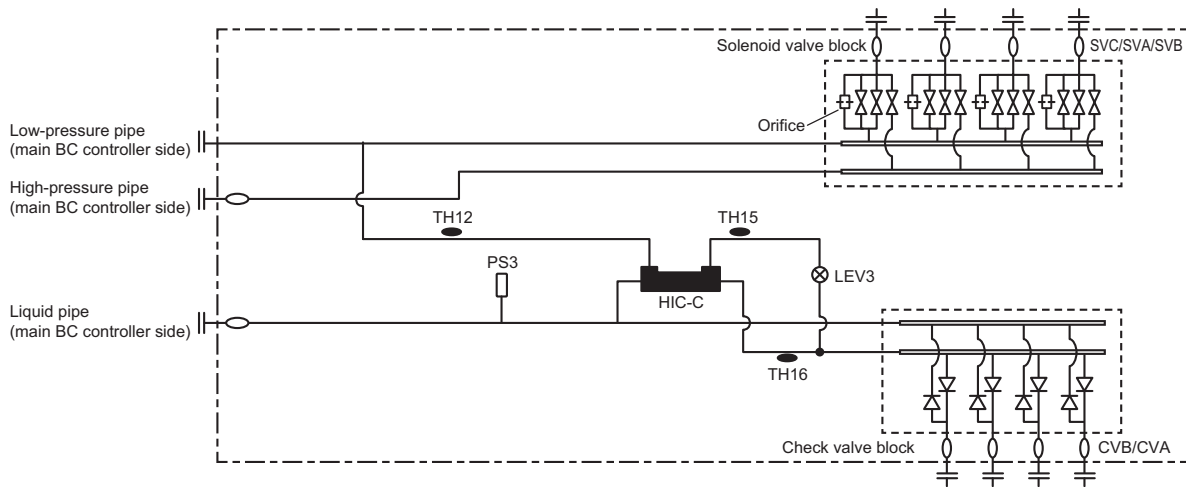 Solenoid valve block
SVC/SVA/SVB
Orifice
Low-pressure pipe
(main BC controller side)
High-pressure pipe
(main BC controller side)
TH12
TH15
PS3
LEV3
HIC-C
Liquid pipe
(main BC controller side)
TH16
Check valve block
CVB/CVA